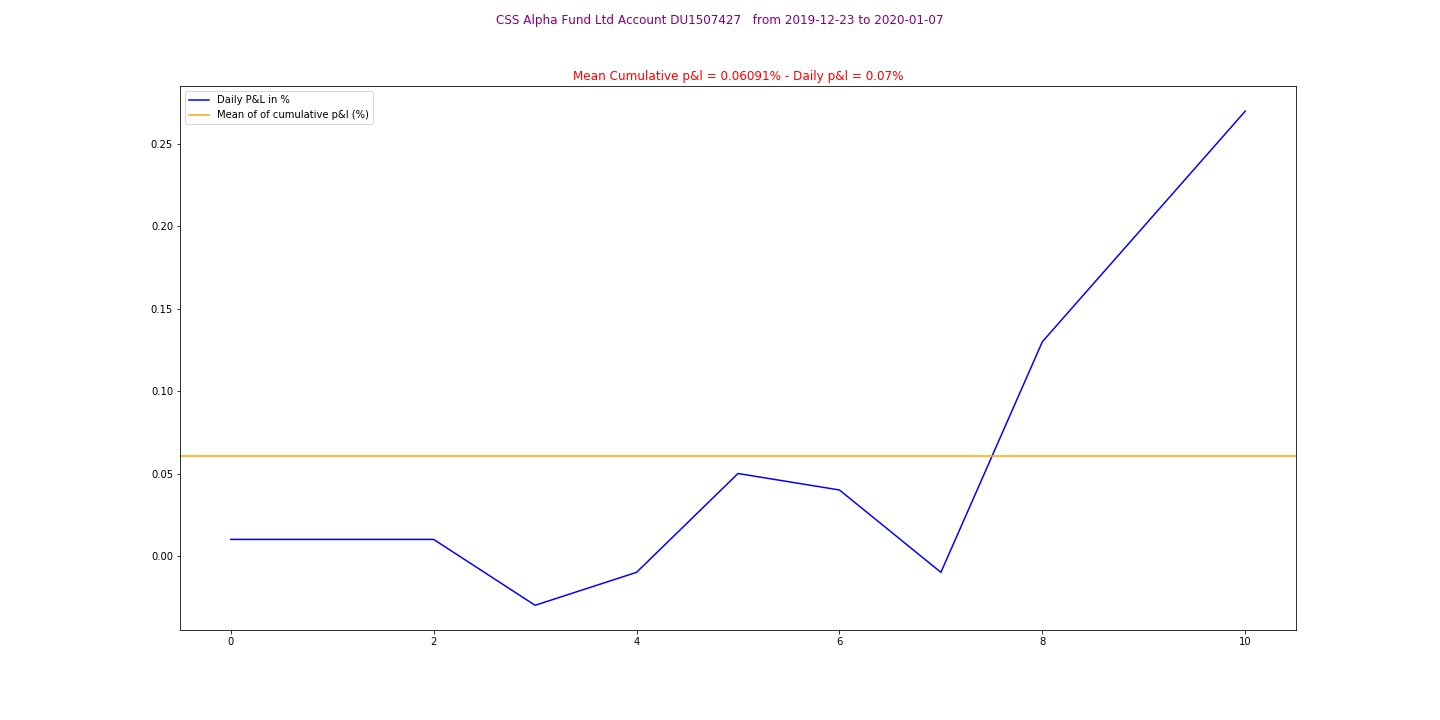 CSS Alpha Fund Ltd Account DU1507427   from 2019-12-23 to 2020-01-07
Mean Cumulative p&l = 0.06091% - Daily p&l = 0.07%
Daily P&L in %
Mean of of cumulative p&l (%)
0.25
0.20
0.15
0.10
0.05
0.00
0 2 4 6 8 10